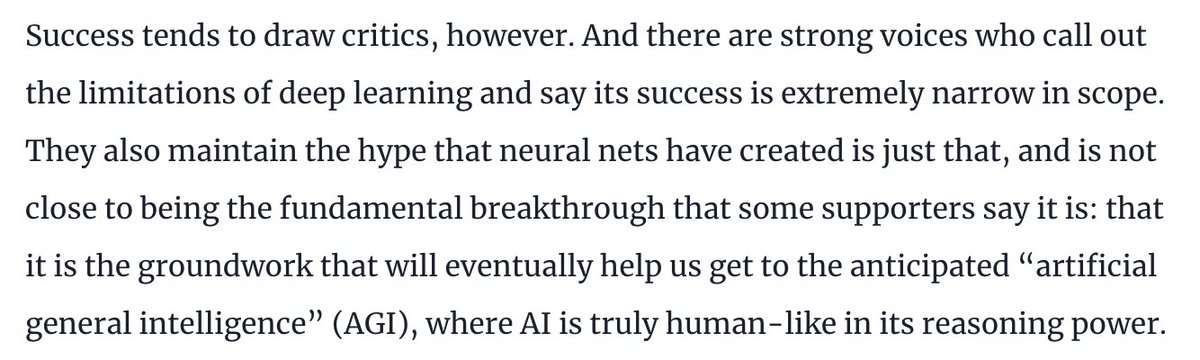 Success tends to draw critics, however. And there are strong voices who call out
the limitations of deep learning and say its success is extremely narrow in scope.
They also maintain the hype that neural nets have created is just that, and is not
close to being the fundamental breakthrough that some supporters say it is: that
it is the groundwork that will eventually help us get to the anticipated “artificial
general intelligence” (AGI), where AI is truly human-like in its reasoning power.